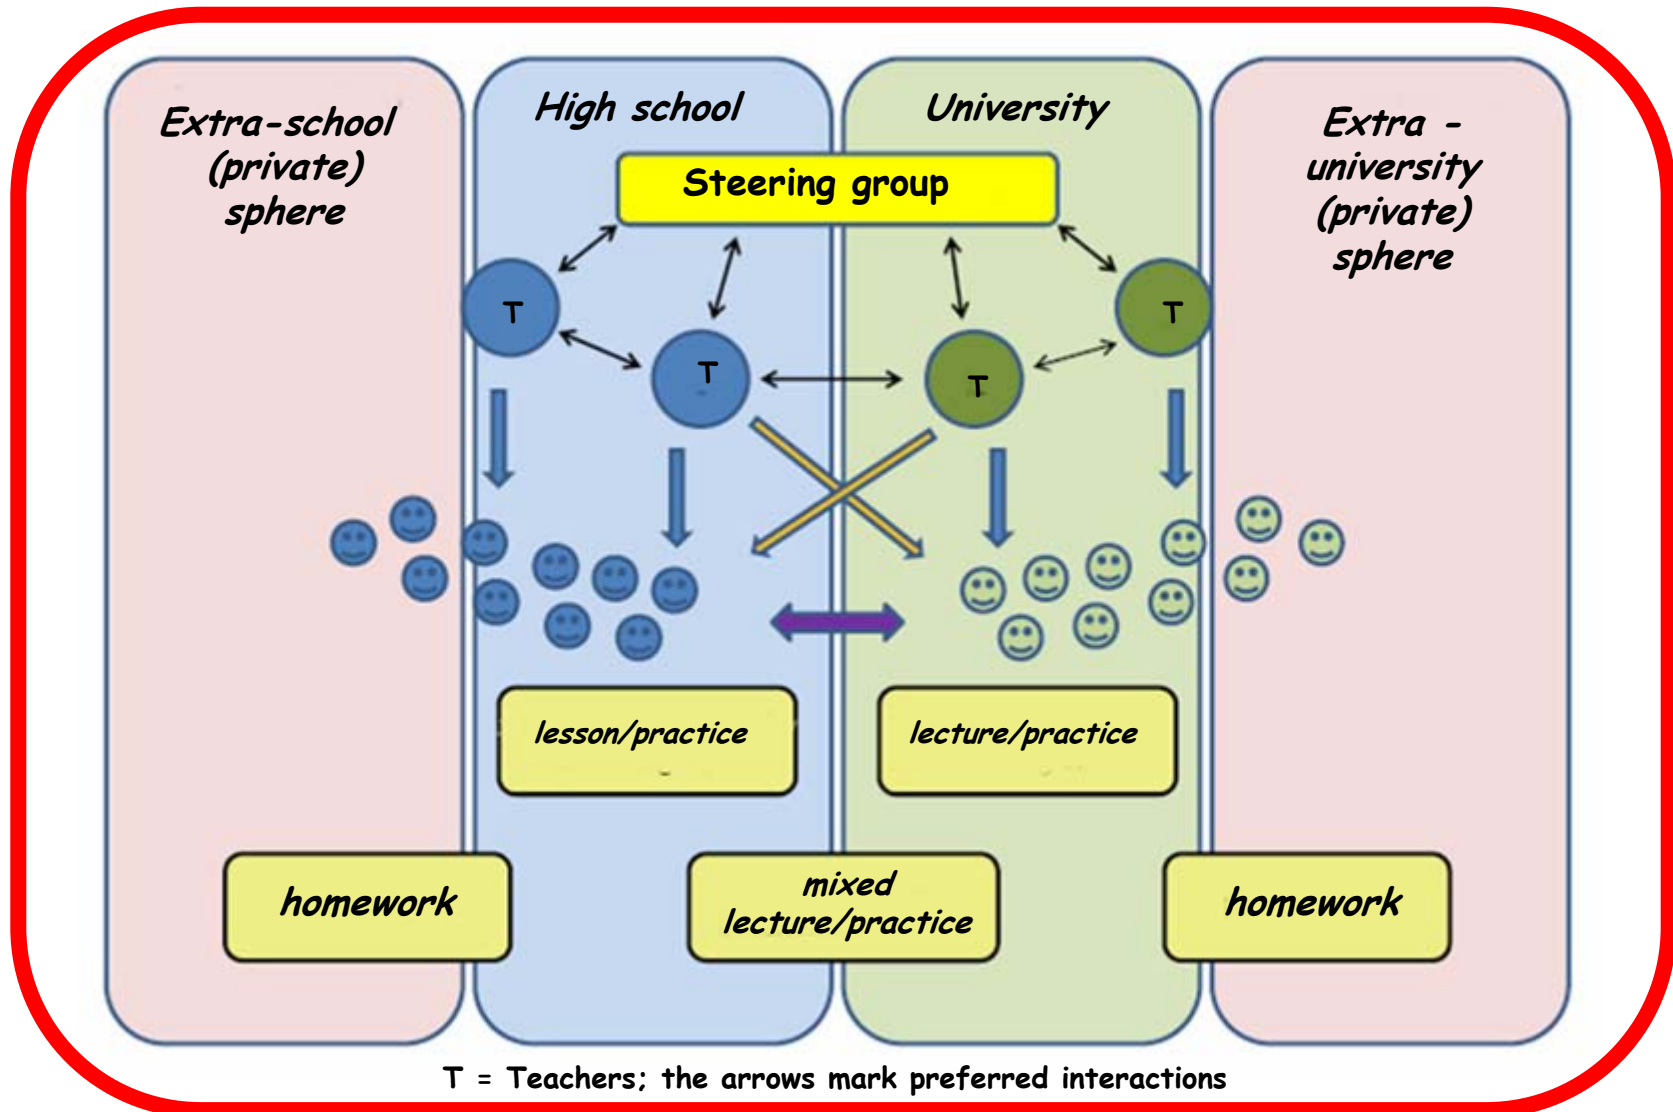 Extra-school
(private)
sphere
High school
University
Extra -
university
(private)
sphere
Steering group
T
T
T
T
lesson/practice
lecture/practice
homework
mixed
lecture/practice
homework
T = Teachers; the arrows mark preferred interactions